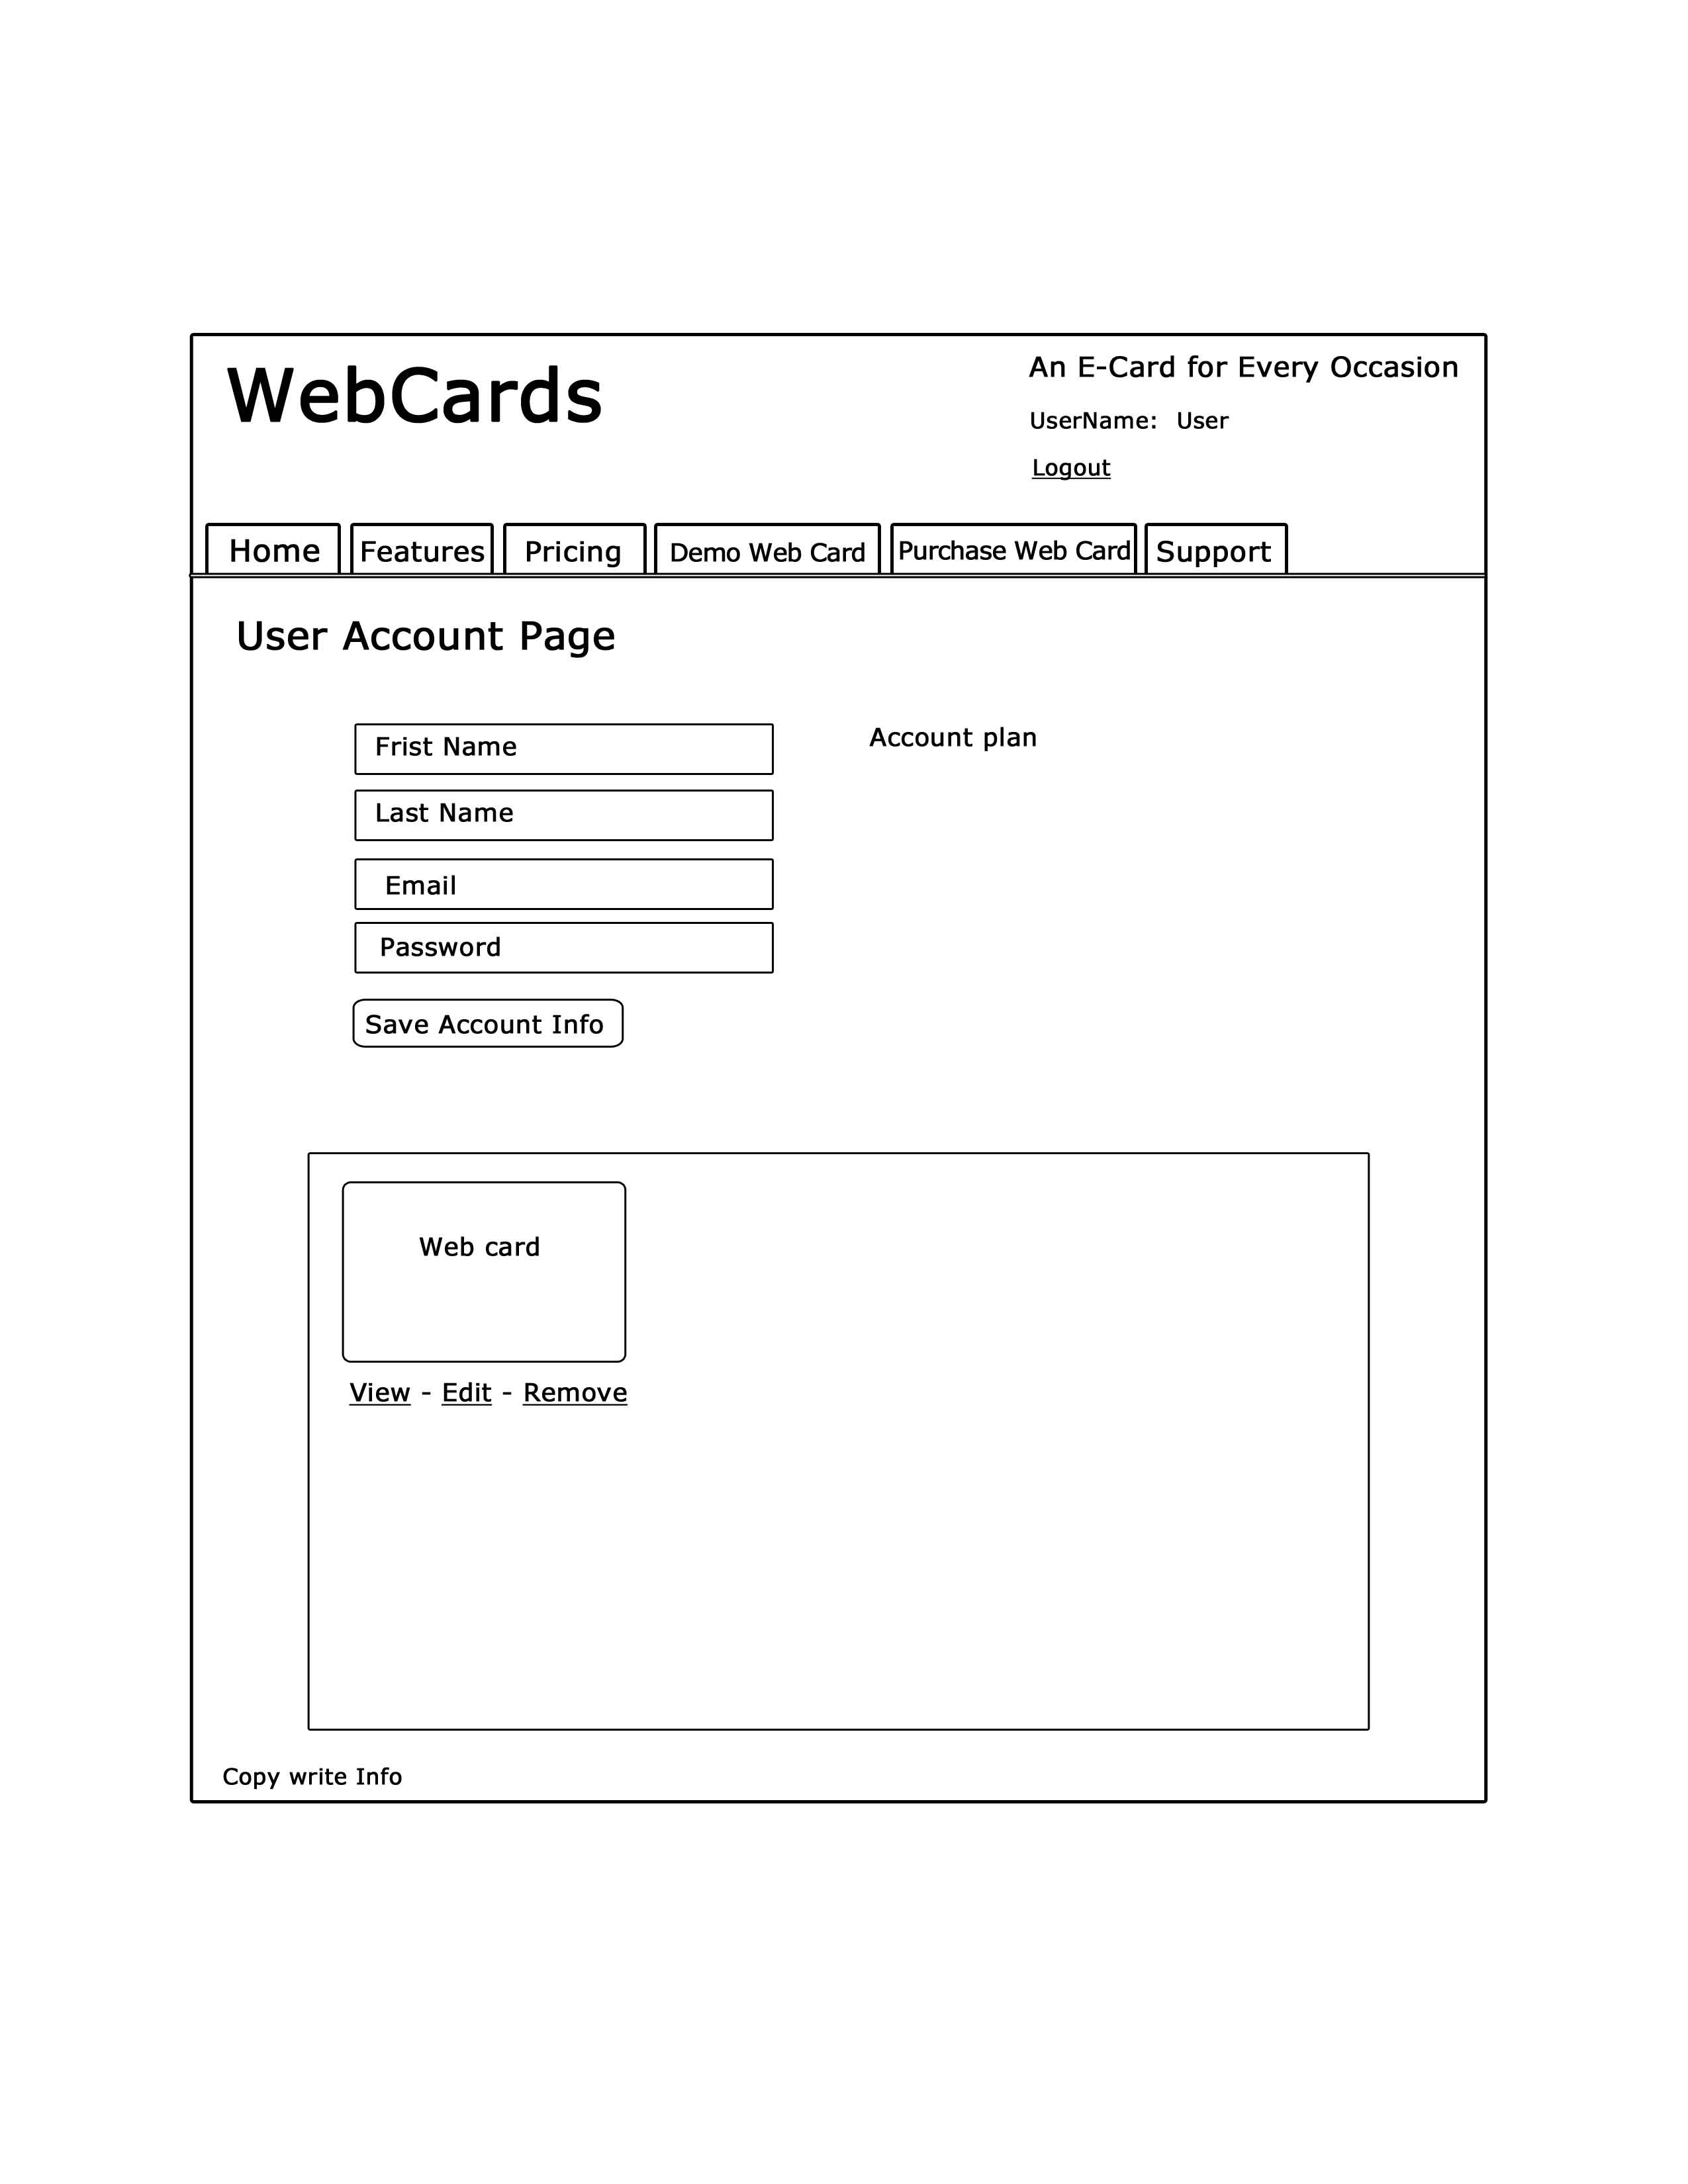 WebCards
An E-Card for Every Occasion
UserName: User
Logout
Home Features Pricing Demo Web Card Purchase Web Card Support
User Account Page
Frist Name
Account plan
Last Name
Email
Password
Save Account Info
Web card
View - Edit - Remove
Copy write Info